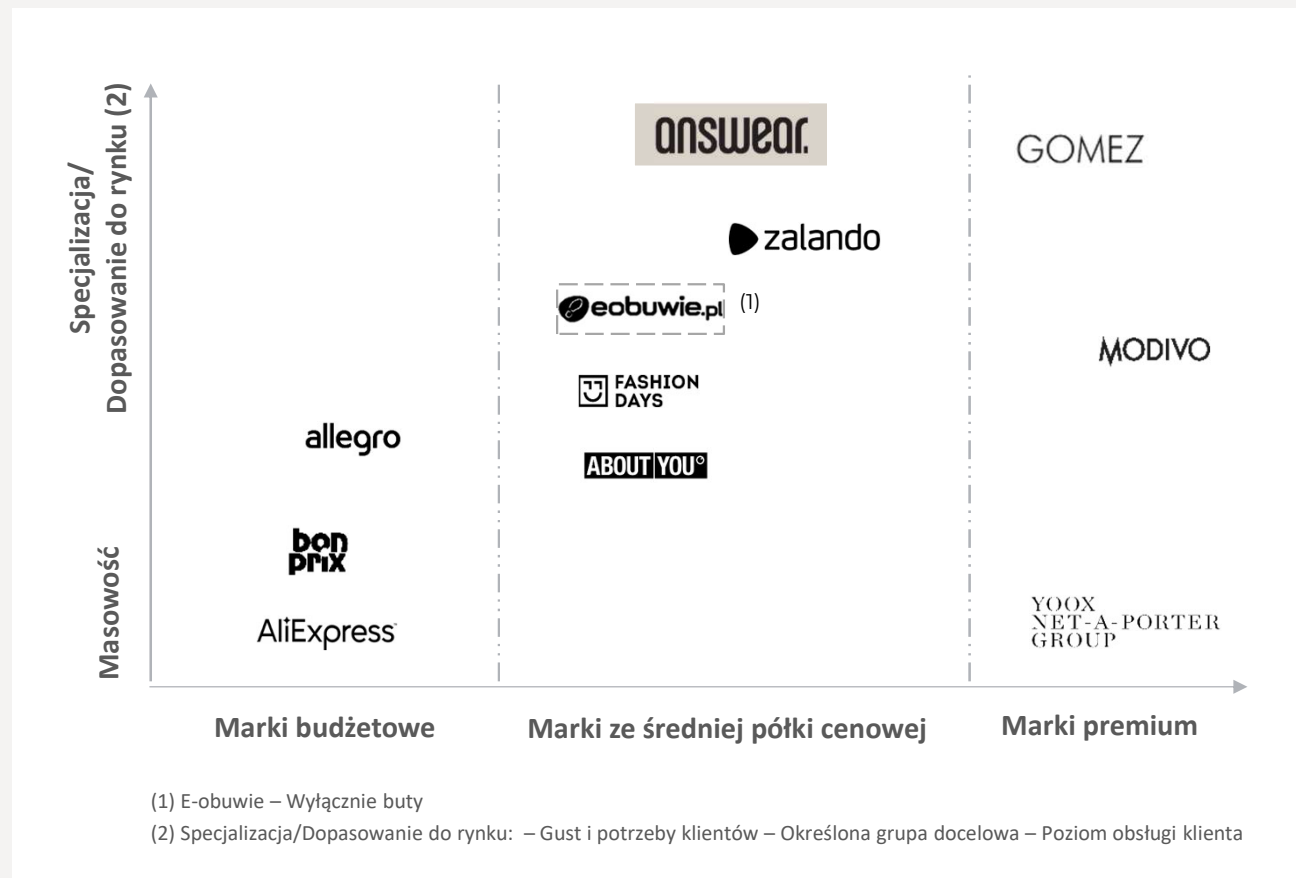 Specjalizacja/
Dopasowanie do rynku (2)
Masowość
answear.
GOMEZ
zalando
eobuwie.pl (1)
MODIVO
FASHION
DAYS
allegro
ABOUT YOU°
bon
prix
AliExpress
YOOX
NET-A-PORTER
GROUP
Marki budżetowe
Marki ze średniej półki cenowej
Marki premium
(1) E-obuwie – Wyłącznie buty
(2) Specjalizacja/Dopasowanie do rynku: – Gust i potrzeby klientów – Określona grupa docelowa – Poziom obsługi klienta